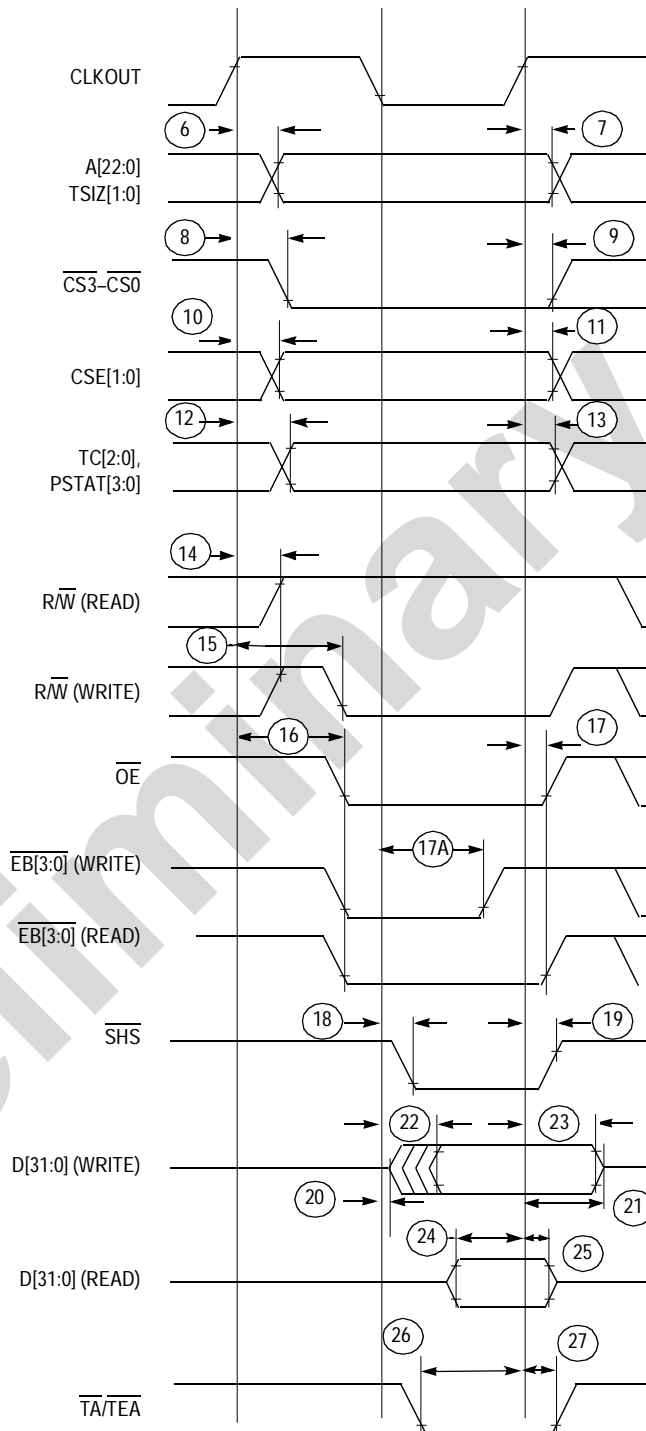 CLKOUT
6
7
A[22:0]
TSIZ[1:0]
8
9
CS3–CS0
10
11
CSE[1:0]
12
13
TC[2:0],
PSTAT[3:0]
14
R/W (READ)
15
R/W (WRITE)
16
17
OE
17A
EB[3:0] (WRITE)
EB[3:0] (READ)
18
19
SHS
22
23
D[31:0] (WRITE)
20
21
24
25
D[31:0] (READ)
26
27
TA/TEA
eliminary